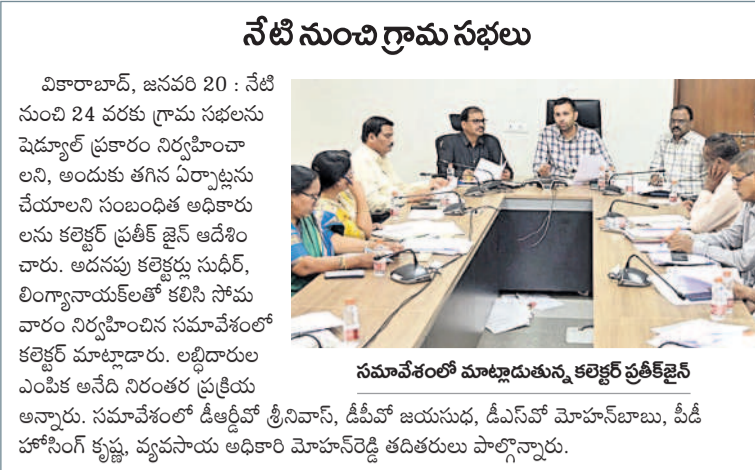 నేటి నుంచి గ్రామ సభలు
వికారాబాద్, జనవరి 20 : నేటి
నుంచి 24 వరకు గ్రామ సభలను
షెడ్యూల్ ప్రకారం నిర్వహించా
లని, అందుకు తగిన ఏర్పాట్లను
చేయాలని సంబంధిత అధికారు
లను కలెక్టర్ ప్రతీక్ జైన్ ఆదేశిం
చారు. అదనపు కలెక్టర్లు సుధీర్,
లింగ్యానాయక్‌లతో కలిసి సోమ
వారం నిర్వహించిన సమావేశంలో
కలెక్టర్ మాట్లాడారు. లబ్ధిదారుల
ఎంపిక అనేది నిరంతర ప్రక్రియ
అన్నారు. సమావేశంలో డీఆర్డీవో శ్రీనివాస్, డీపీవో జయసుధ, డీఎస్‌వో మోహన్‌బాబు, పీడీ
హోసింగ్ కృష్ణ, వ్యవసాయ అధికారి మోహన్‌రెడ్డి తదితరులు పాల్గొన్నారు.
సమావేశంలో మాట్లాడుతున్న కలెక్టర్ ప్రతీక్‌జైన్